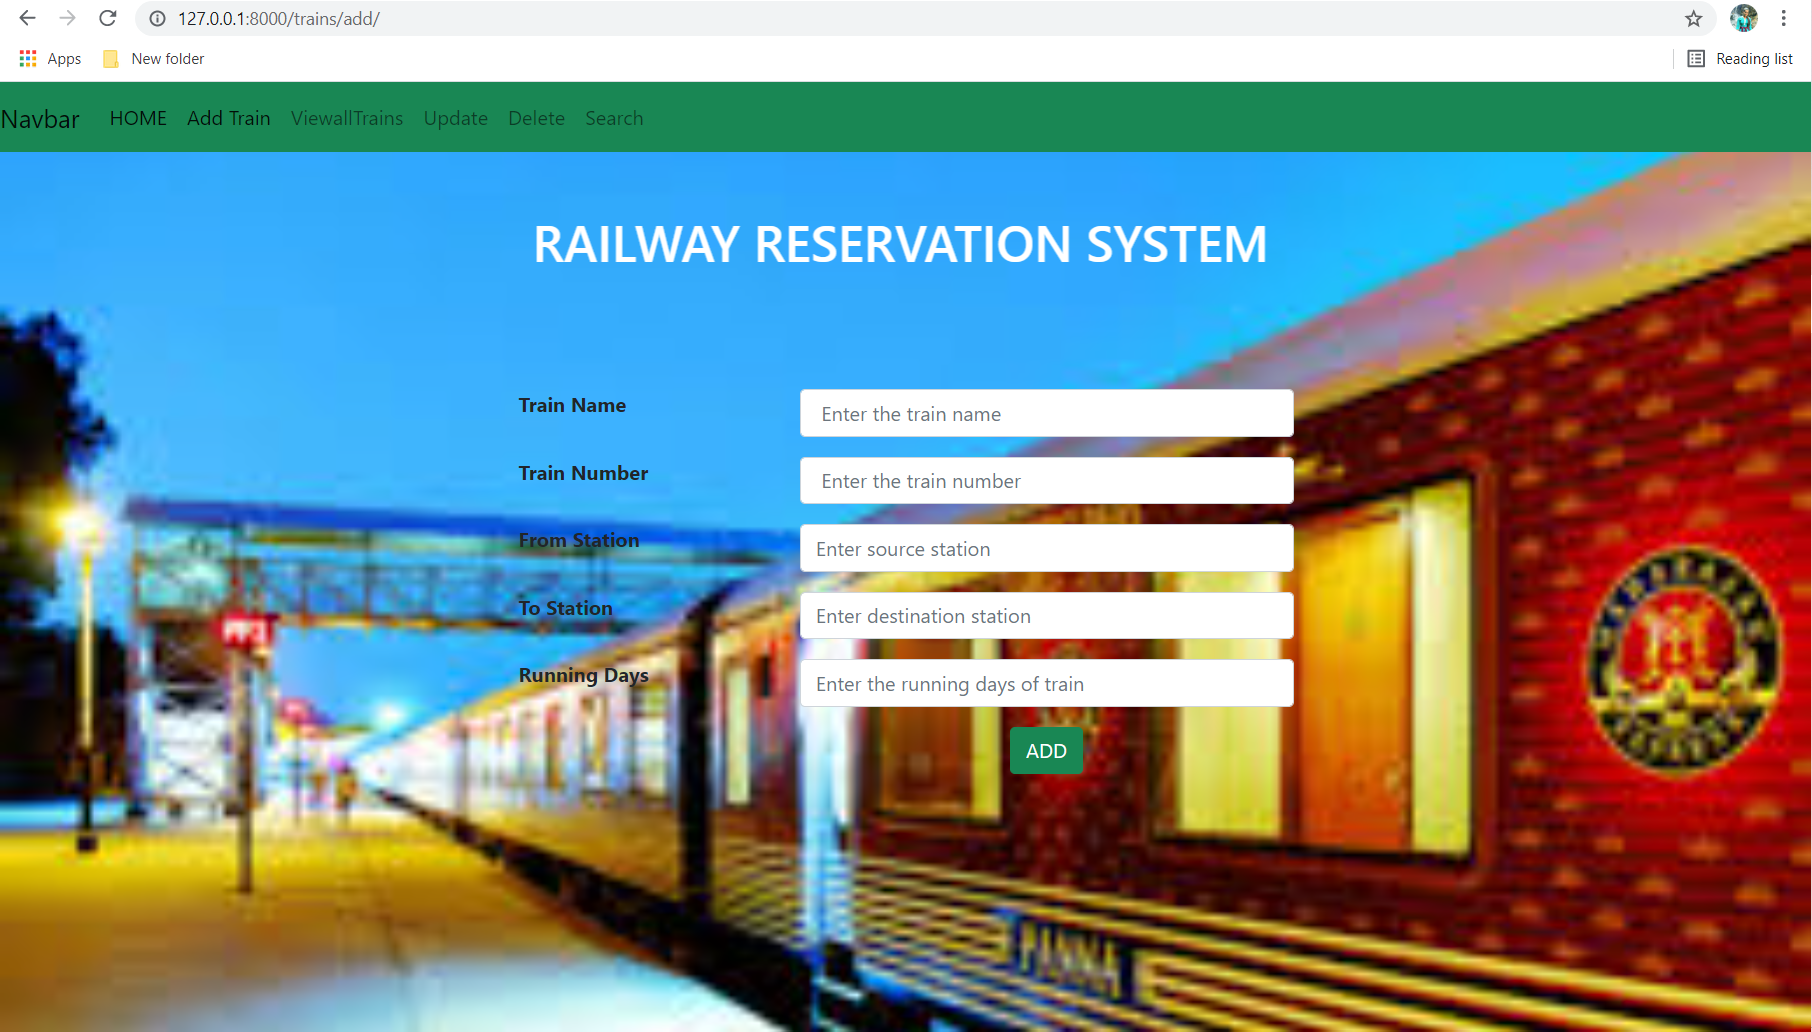 127.0.0.1:8000/trains/add/
Apps New folder Reading list
Navbar HOME Add Train ViewallTrains Update Delete Search
RAILWAY RESERVATION SYSTEM
Train Name Enter the train name
Train Number Enter the train number
From Station Enter source station
To Station Enter destination station
Running Days Enter the running days of train
ADD